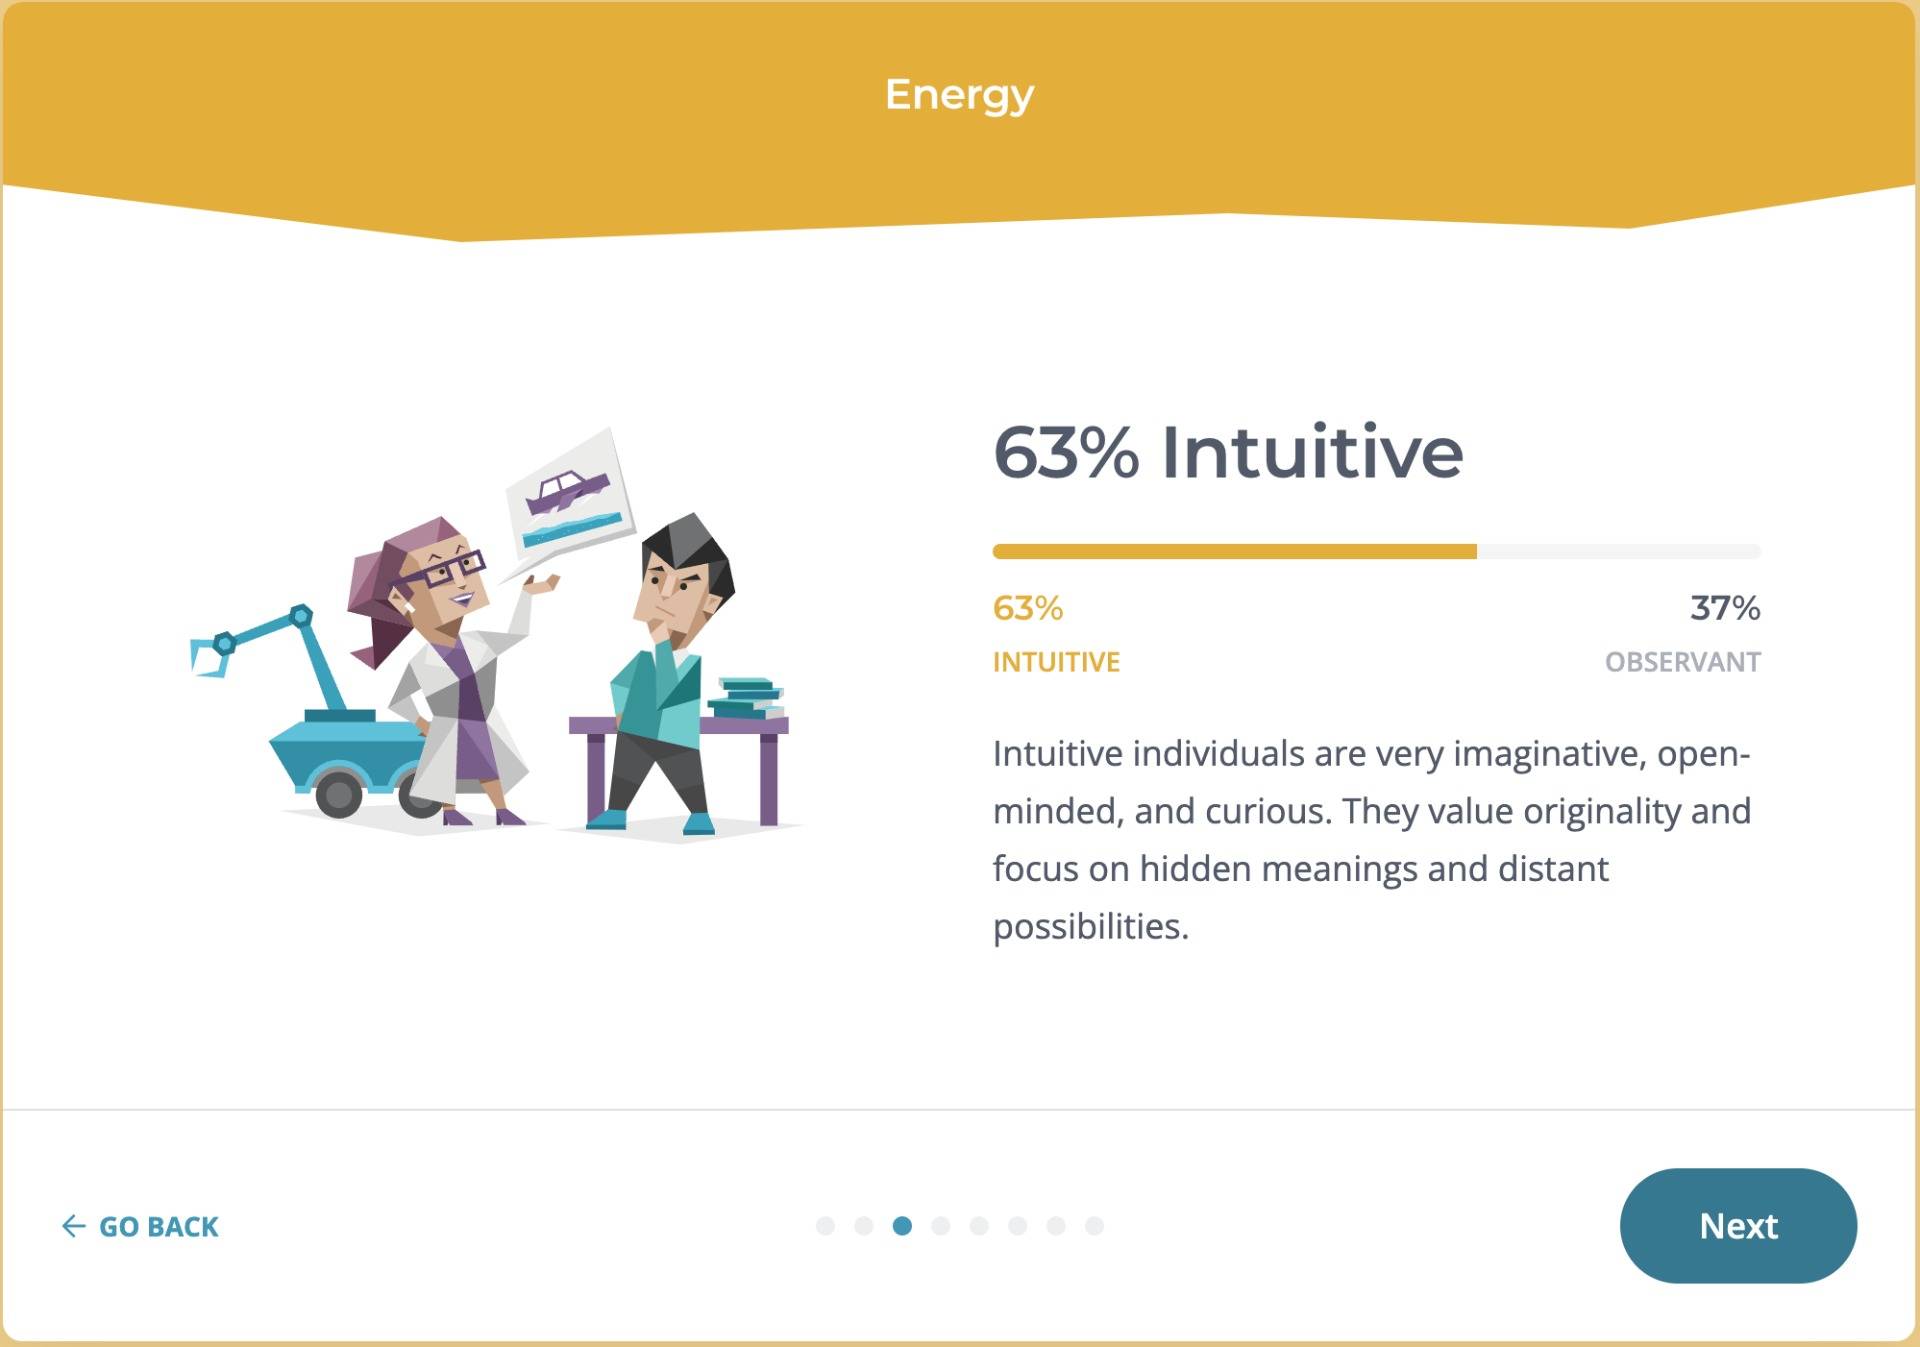 Energy
63% Intuitive
63%
37%
INTUITIVE
OBSERVANT
Intuitive individuals are very imaginative, open-
minded, and curious. They value originality and
focus on hidden meanings and distant
possibilities.
GO BACK
Next